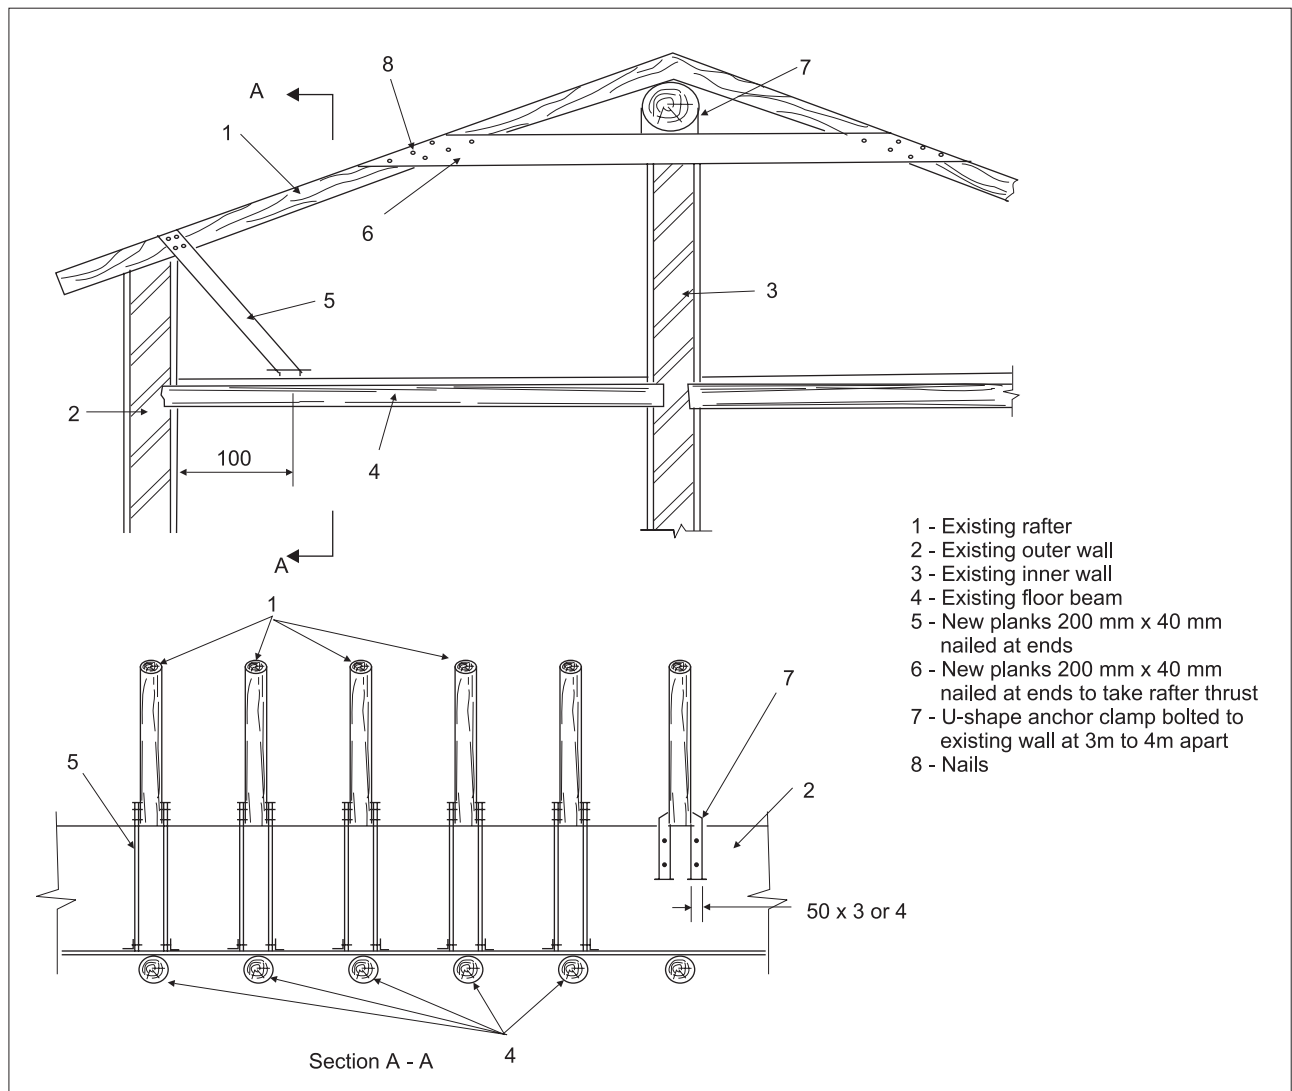 8
7
A
1
6
5
3
2
100
4
A
1 - Existing rafter
2 - Existing outer wall
3 - Existing inner wall
4 - Existing floor beam
5 - New planks 200 mm x 40 mm
nailed at ends
6 - New planks 200 mm x 40 mm
nailed at ends to take rafter thrust
7 - U-shape anchor clamp bolted to
existing wall at 3m to 4m apart
8 - Nails
1
7
5
2
50 x 3 or 4
4
Section A - A